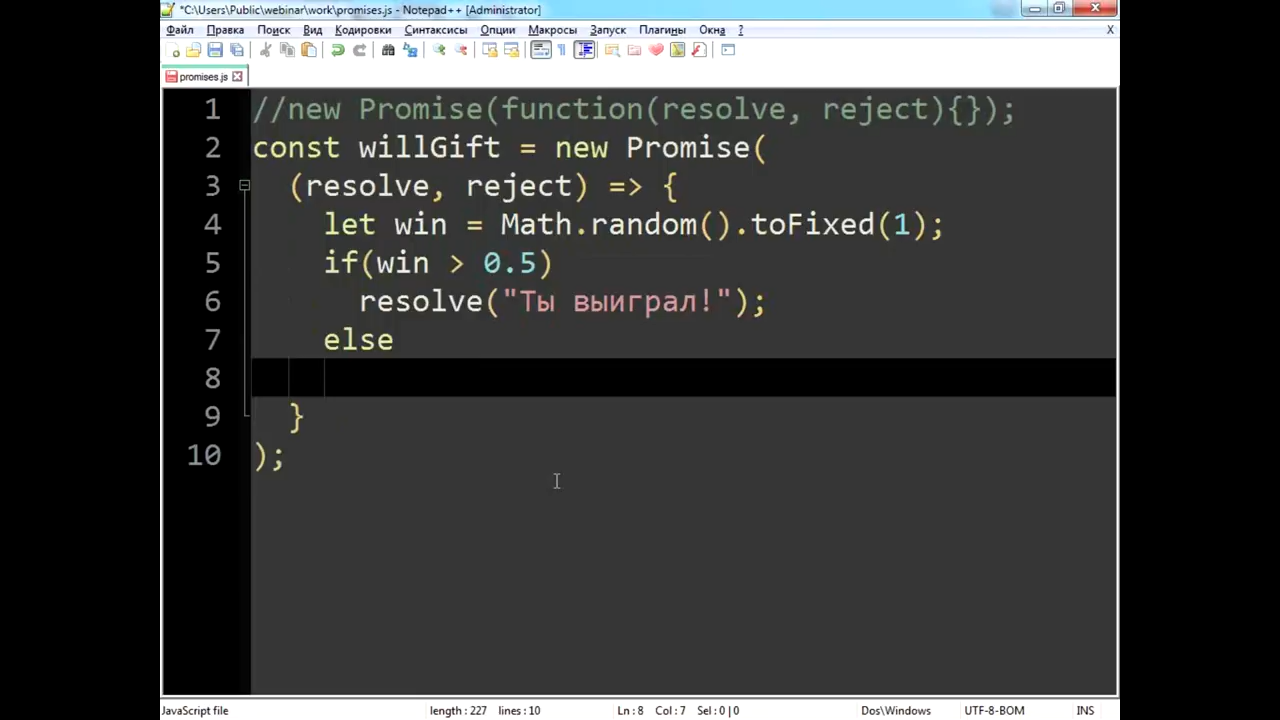 *C:\Users\Public\webinar\work\promises.js - Notepad++ [Administrator]
Файл Правка Поиск Вид Кодировки Синтаксисы Опции Макросы Запуск Плагины Окна ? X
promises.js
1 //new Promise(function(resolve, reject){});
2 const willGift = new Promise(
3 (resolve, reject) => {
4 let win = Math.random().toFixed(1);
5 if(win > 0.5)
6 resolve("Ты выиграл!");
7 else
8
9 }
10 );
JavaScript file length : 227 lines : 10 Ln : 8 Col : 7 Sel : 0 | 0 Dos\Windows UTF-8-BOM INS